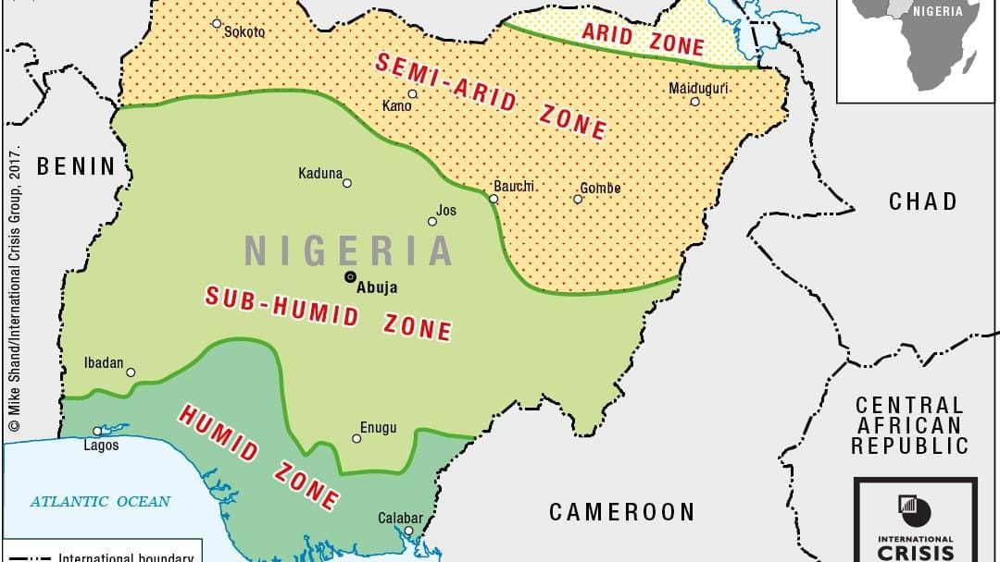 NIGERIA
Sokoto
ARID ZONE
SEMI-ARID ZONE
Kano
Maiduguri
BENIN
Kaduna
Bauchi
Gombe
Jos
CHAD
NIGERIA
Abuja
SUB-HUMID ZONE
Ibadan
HUMID ZONE
Enugu
Lagos
CENTRAL
AFRICAN
REPUBLIC
ATLANTIC OCEAN
CAMEROON
Calabar
INTERNATIONAL
CRISIS
International boundary
© Mike Shand/International Crisis Group, 2017.